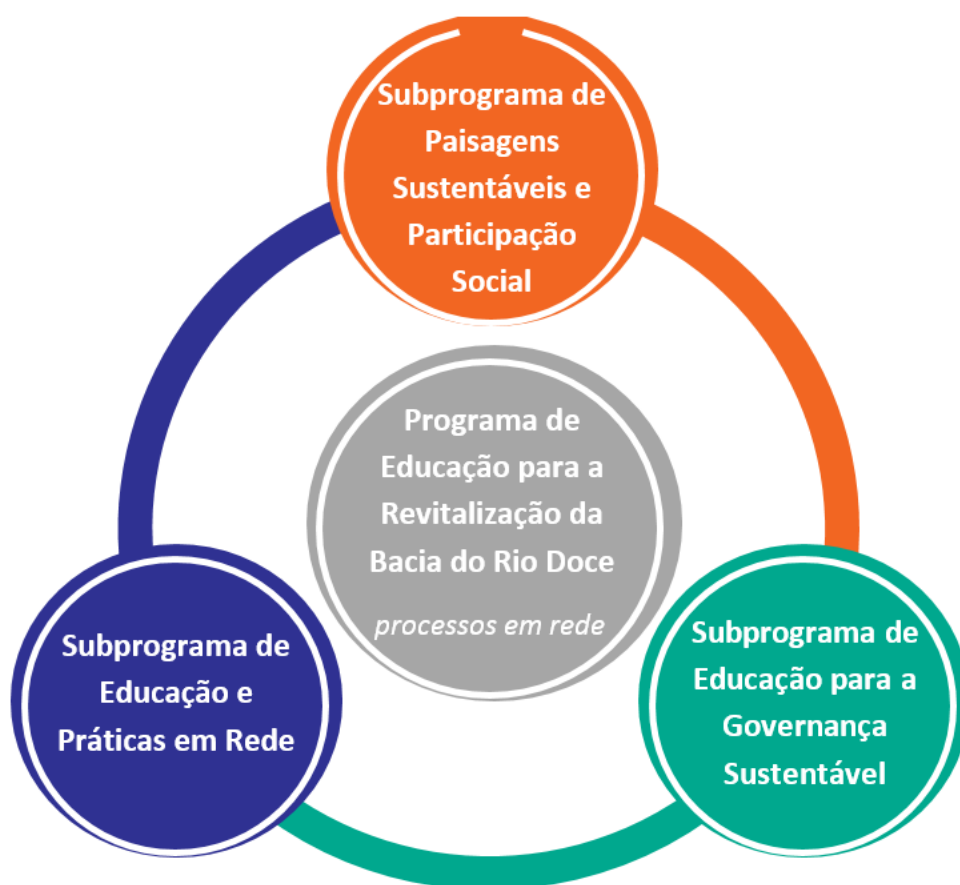 Subprograma de
Paisagens
Sustentáveis e
Participação
Social
Programa de
Educação para a
Revitalização da
Bacia do Rio Doce
processos em rede
Subprograma de
Educação e
Práticas em Rede
Subprograma de
Educação para a
Governança
Sustentável